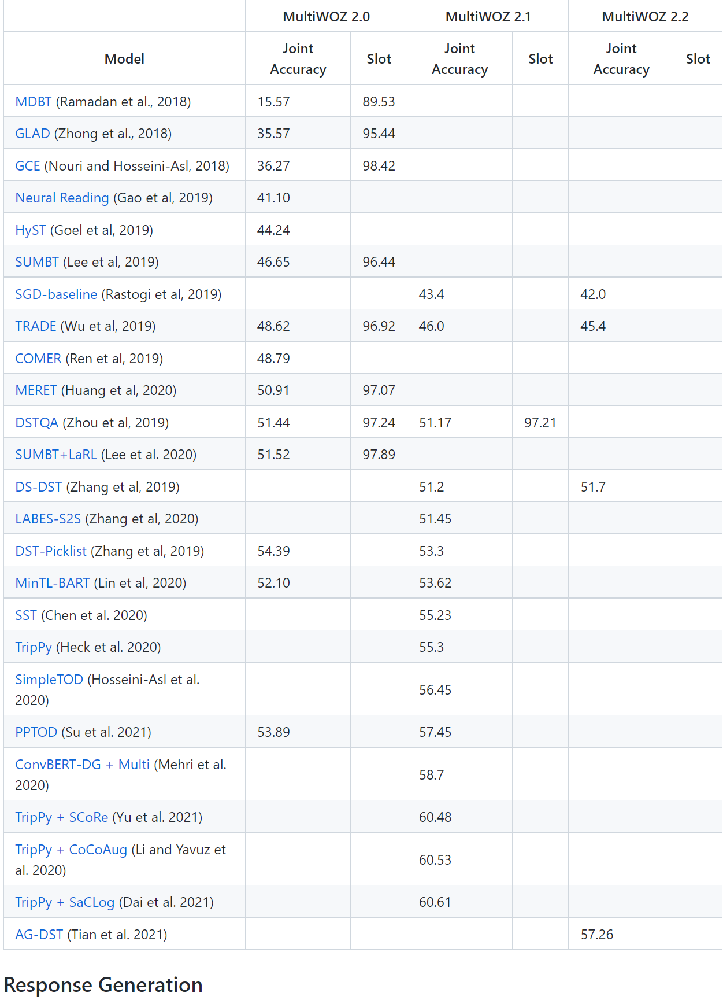 MultiWOZ 2.0 MultiWOZ 2.1 MultiWOZ 2.2
Model Joint Accuracy Slot Joint Accuracy Slot Joint Accuracy Slot
MDBT (Ramadan et al., 2018) 15.57 89.53
GLAD (Zhong et al., 2018) 35.57 95.44
GCE (Nouri and Hosseini-Asl, 2018) 36.27 98.42
Neural Reading (Gao et al, 2019) 41.10
HyST (Goel et al, 2019) 44.24
SUMBT (Lee et al, 2019) 46.65 96.44
SGD-baseline (Rastogi et al, 2019) 43.4 42.0
TRADE (Wu et al, 2019) 48.62 96.92 46.0 45.4
COMER (Ren et al, 2019) 48.79
MERET (Huang et al, 2020) 50.91 97.07
DSTQA (Zhou et al, 2019) 51.44 97.24 51.17 97.21
SUMBT+LaRL (Lee et al. 2020) 51.52 97.89
DS-DST (Zhang et al, 2019) 51.2 51.7
LABES-S2S (Zhang et al, 2020) 51.45
DST-Picklist (Zhang et al, 2019) 54.39 53.3
MinTL-BART (Lin et al, 2020) 52.10 53.62
SST (Chen et al. 2020) 55.23
TripPy (Heck et al. 2020) 55.3
SimpleTOD (Hosseini-Asl et al.
2020) 56.45
PPTOD (Su et al. 2021) 53.89 57.45
ConvBERT-DG + Multi (Mehri et al.
2020) 58.7
TripPy + SCoRe (Yu et al. 2021) 60.48
TripPy + CoCoAug (Li and Yavuz et
al. 2020) 60.53
TripPy + SaCLog (Dai et al. 2021) 60.61
AG-DST (Tian et al. 2021) 57.26
Response Generation